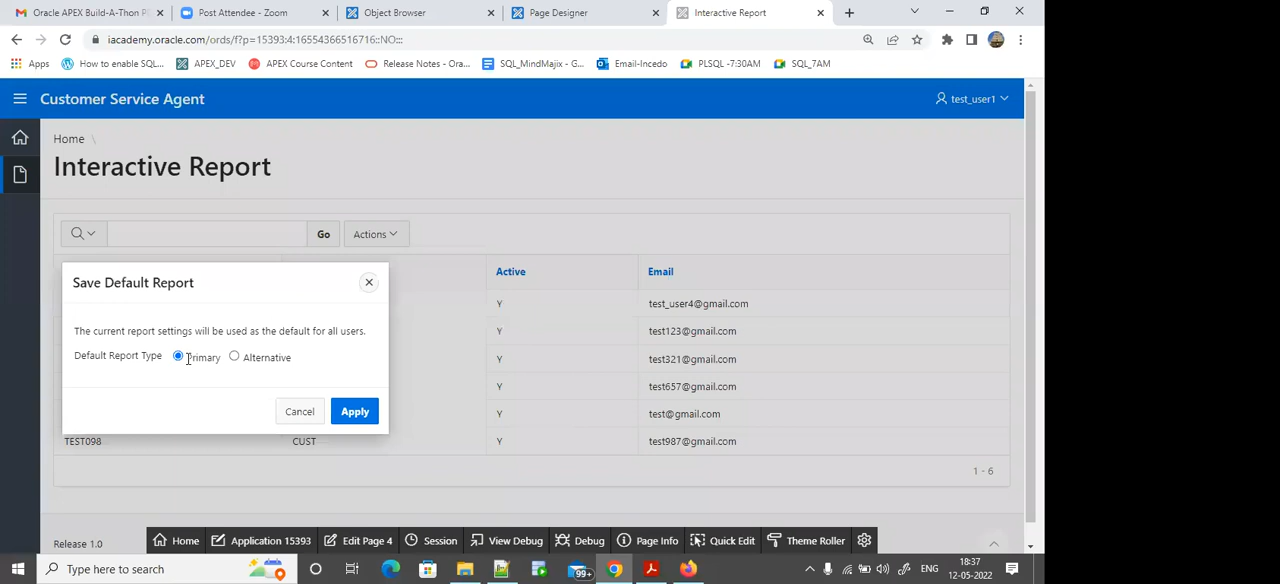 Oracle APEX Build-A-Thon P
Post Attendee - Zoom
Object Browser
Page Designer
Interactive Report
iacademy.oracle.com/ords/f?p=15393:4:16554366516716::NO:::
Apps
How to enable SQL...
APEX_DEV
APEX Course Content
Release Notes - Ora...
SQL_MindMajix - G...
Email-Incedo
PLSQL -7:30AM
SQL_7AM
Customer Service Agent
test_user1
Home \
Interactive Report
Go
Actions
Active
Email
Y
test_user4@gmail.com
Y
test123@gmail.com
Y
test321@gmail.com
Y
test657@gmail.com
Y
test@gmail.com
TEST098
CUST
Y
test987@gmail.com
1 - 6
Save Default Report
The current report settings will be used as the default for all users.
Default Report Type
Primary
Alternative
Cancel
Apply
Release 1.0
Home
Application 15393
Edit Page 4
Session
View Debug
Debug
Page Info
Quick Edit
Theme Roller
Type here to search
99+
ENG
18:37
12-05-2022